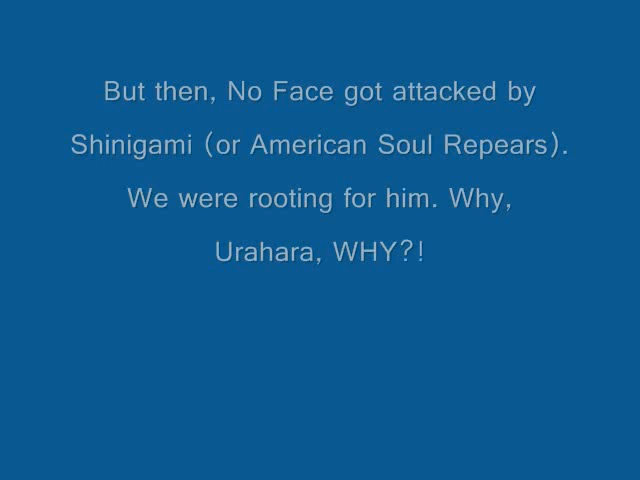 But then, No Face got attacked by
Shinigami (or American Soul Repears).
We were rooting for him. Why,
Urahara, WHY?!